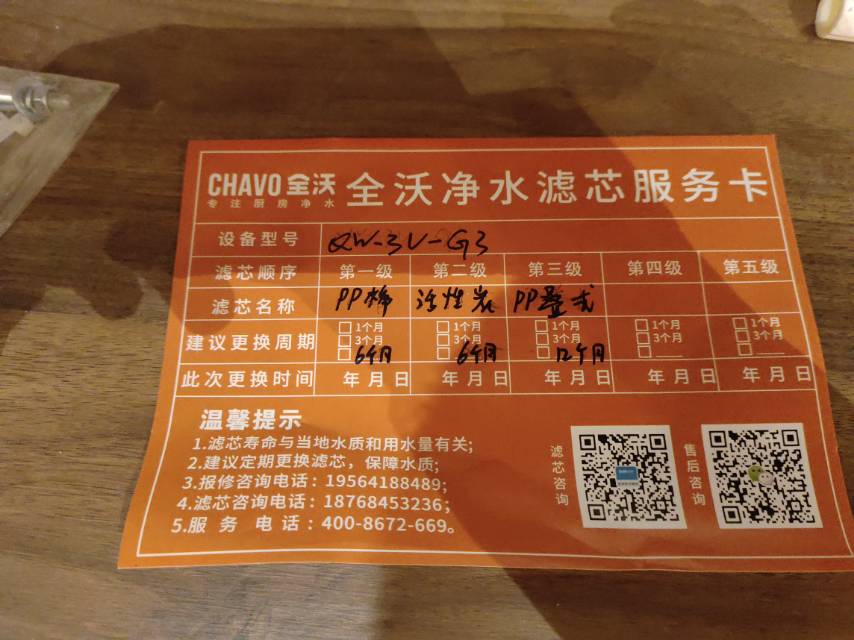 CHAVO 全沃 全沃净水滤芯服务卡
专注厨房净水
设备型号 QW-3U-G3
滤芯顺序 第一级 第二级 第三级 第四级 第五级
滤芯名称 PP棉 活性炭 PP叠式
建议更换周期 □1个月 □1个月 □1个月 □1个月 □1个月
□3个月 □3个月 □3个月 □3个月 □3个月
□6个月 □6个月 □12个月 □____ □____
此次更换时间 年 月 日 年 月 日 年 月 日 年 月 日 年 月 日
温馨提示
1.滤芯寿命与当地水质和用水量有关;
2.建议定期更换滤芯，保障水质;
3.报修咨询电话：19564188489;
4.滤芯咨询电话：18768453236;
5.服 务 电 话：400-8672-669。
滤芯咨询
售后咨询